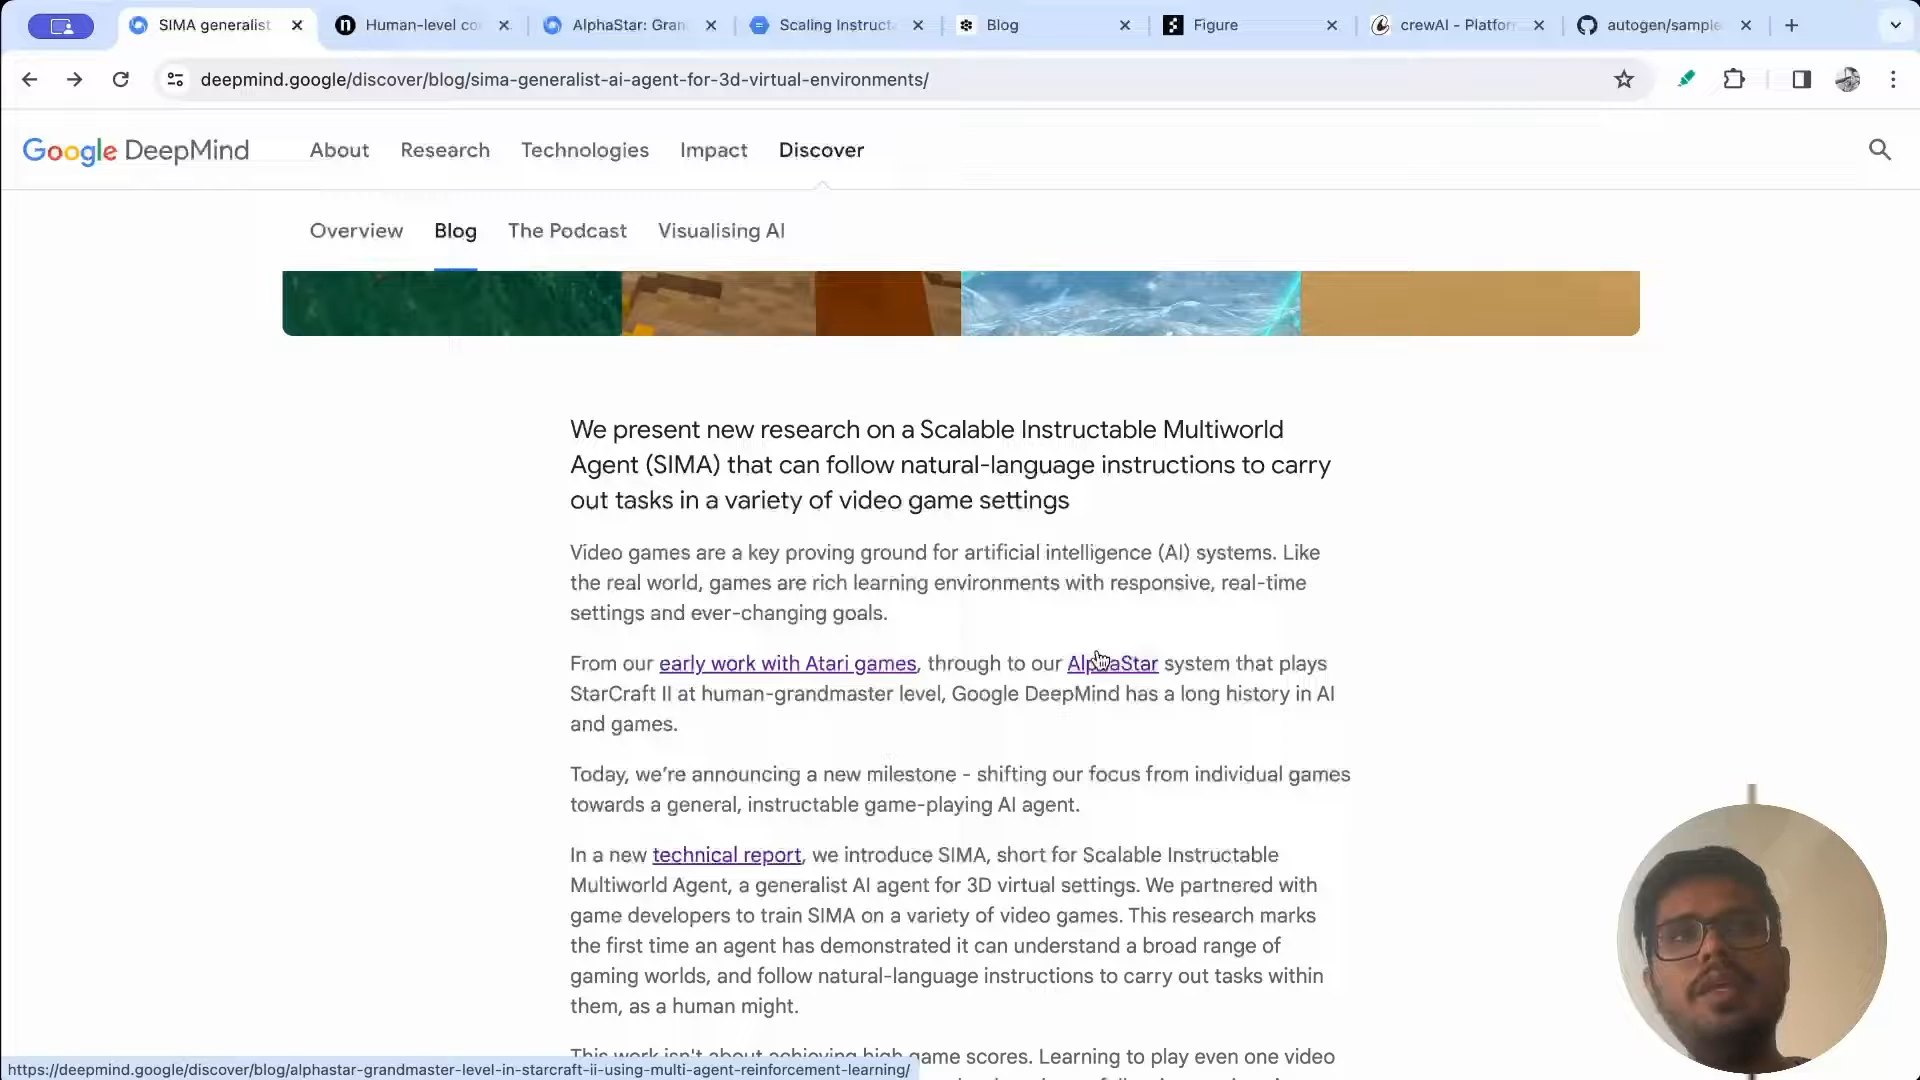 SIMA generalist
Human-level co
AlphaStar: Gran
Scaling Instructa
Blog
Figure
crewAI - Platfor
autogen/sample
deepmind.google/discover/blog/sima-generalist-ai-agent-for-3d-virtual-environments/
Google DeepMind
About
Research
Technologies
Impact
Discover
Overview
Blog
The Podcast
Visualising AI
We present new research on a Scalable Instructable Multiworld
Agent (SIMA) that can follow natural-language instructions to carry
out tasks in a variety of video game settings
Video games are a key proving ground for artificial intelligence (AI) systems. Like
the real world, games are rich learning environments with responsive, real-time
settings and ever-changing goals.
From our early work with Atari games, through to our AlphaStar system that plays
StarCraft II at human-grandmaster level, Google DeepMind has a long history in AI
and games.
Today, we’re announcing a new milestone - shifting our focus from individual games
towards a general, instructable game-playing AI agent.
In a new technical report, we introduce SIMA, short for Scalable Instructable
Multiworld Agent, a generalist AI agent for 3D virtual settings. We partnered with
game developers to train SIMA on a variety of video games. This research marks
the first time an agent has demonstrated it can understand a broad range of
gaming worlds, and follow natural-language instructions to carry out tasks within
them, as a human might.
This work isn't about achieving high game scores. Learning to play even one video
https://deepmind.google/discover/blog/alphastar-grandmaster-level-in-starcraft-ii-using-multi-agent-reinforcement-learning/